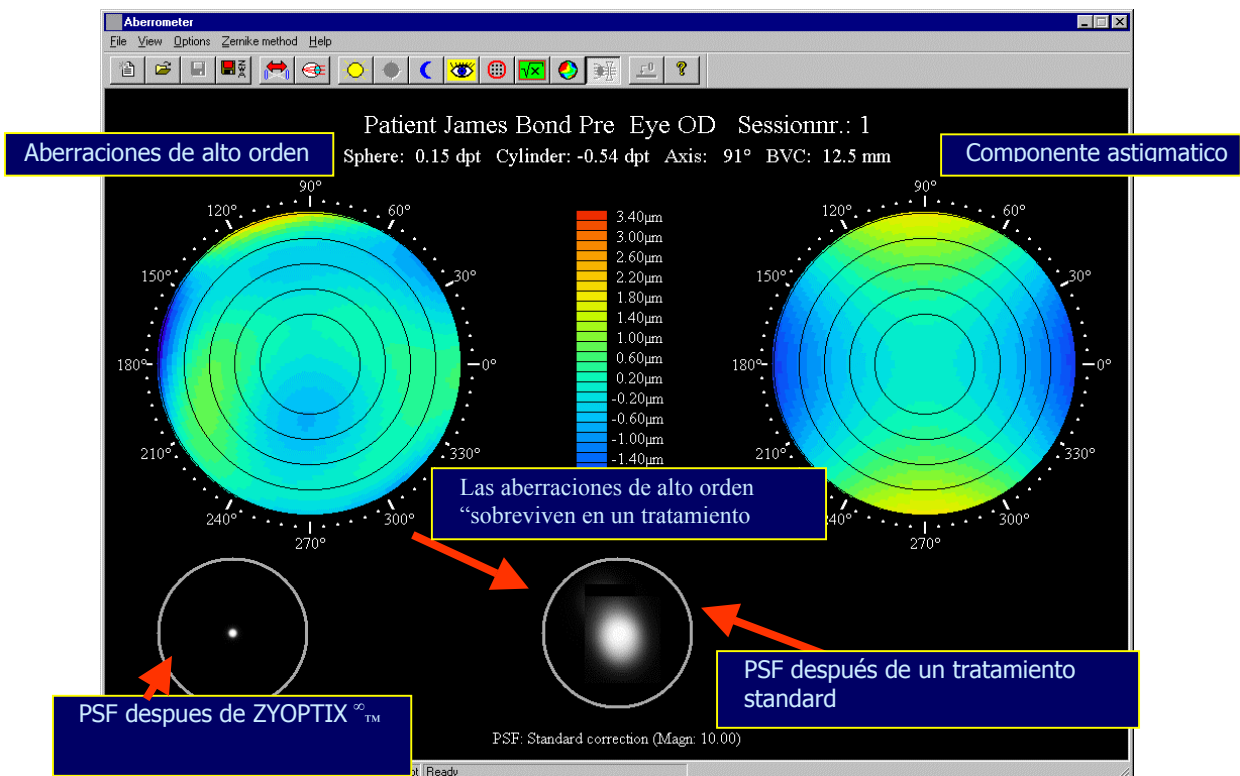 Aberrometer
File View Options Zernike method Help
Patient James Bond Pre Eye OD Sessionnr.: 1
Aberraciones de alto orden
Sphere: 0.15 dpt Cylinder: -0.54 dpt Axis: 91° BVC: 12.5 mm
Componente astigmatico
90°
120°
60°
150°
30°
180°
0°
210°
330°
240°
300°
270°
3.40µm
3.00µm
2.60µm
2.20µm
1.80µm
1.40µm
1.00µm
0.60µm
0.20µm
-0.20µm
-0.60µm
-1.00µm
-1.40µm
90°
120°
60°
150°
30°
180°
0°
210°
330°
40°
300°
270°
Las aberraciones de alto orden
“sobreviven en un tratamiento
PSF después de un tratamiento
standard
PSF despues de ZYOPTIX ∞™
PSF: Standard correction (Magn: 10.00)
pt Ready